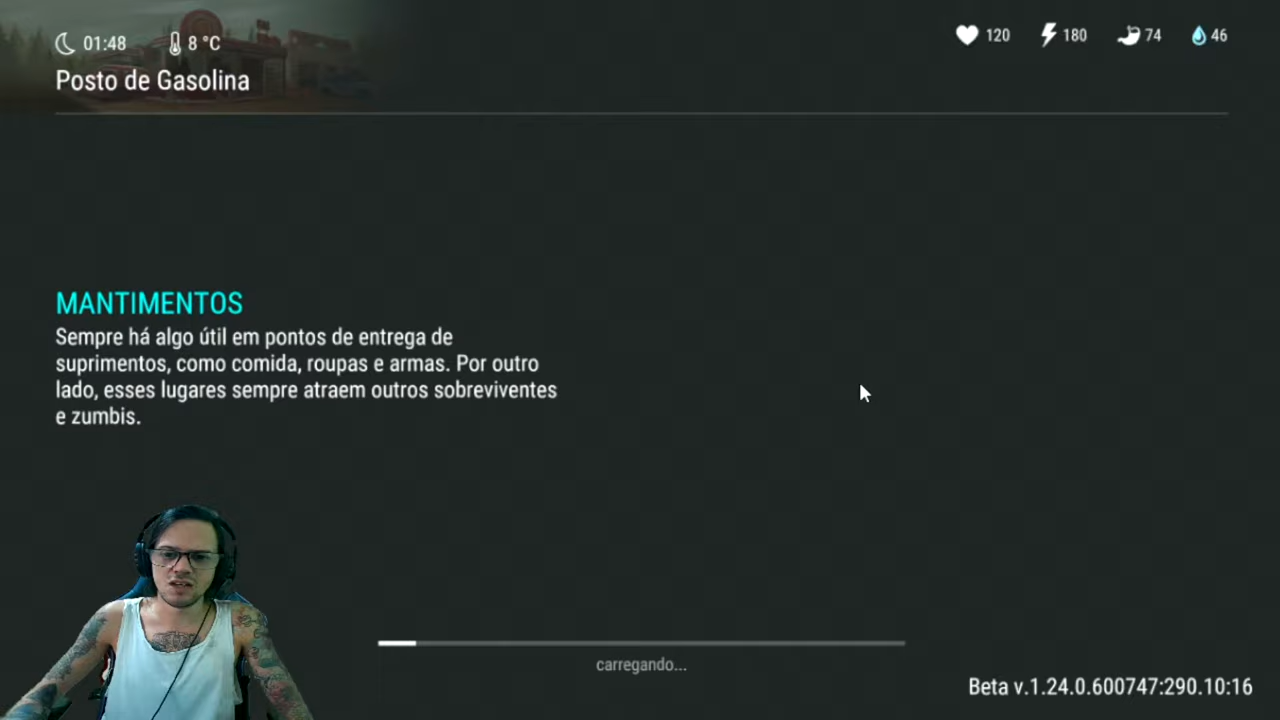 01:48 8 °C
Posto de Gasolina
120 180 74 46
MANTIMENTOS
Sempre há algo útil em pontos de entrega de
suprimentos, como comida, roupas e armas. Por outro
lado, esses lugares sempre atraem outros sobreviventes
e zumbis.
carregando...
Beta v.1.24.0.600747:290.10:16